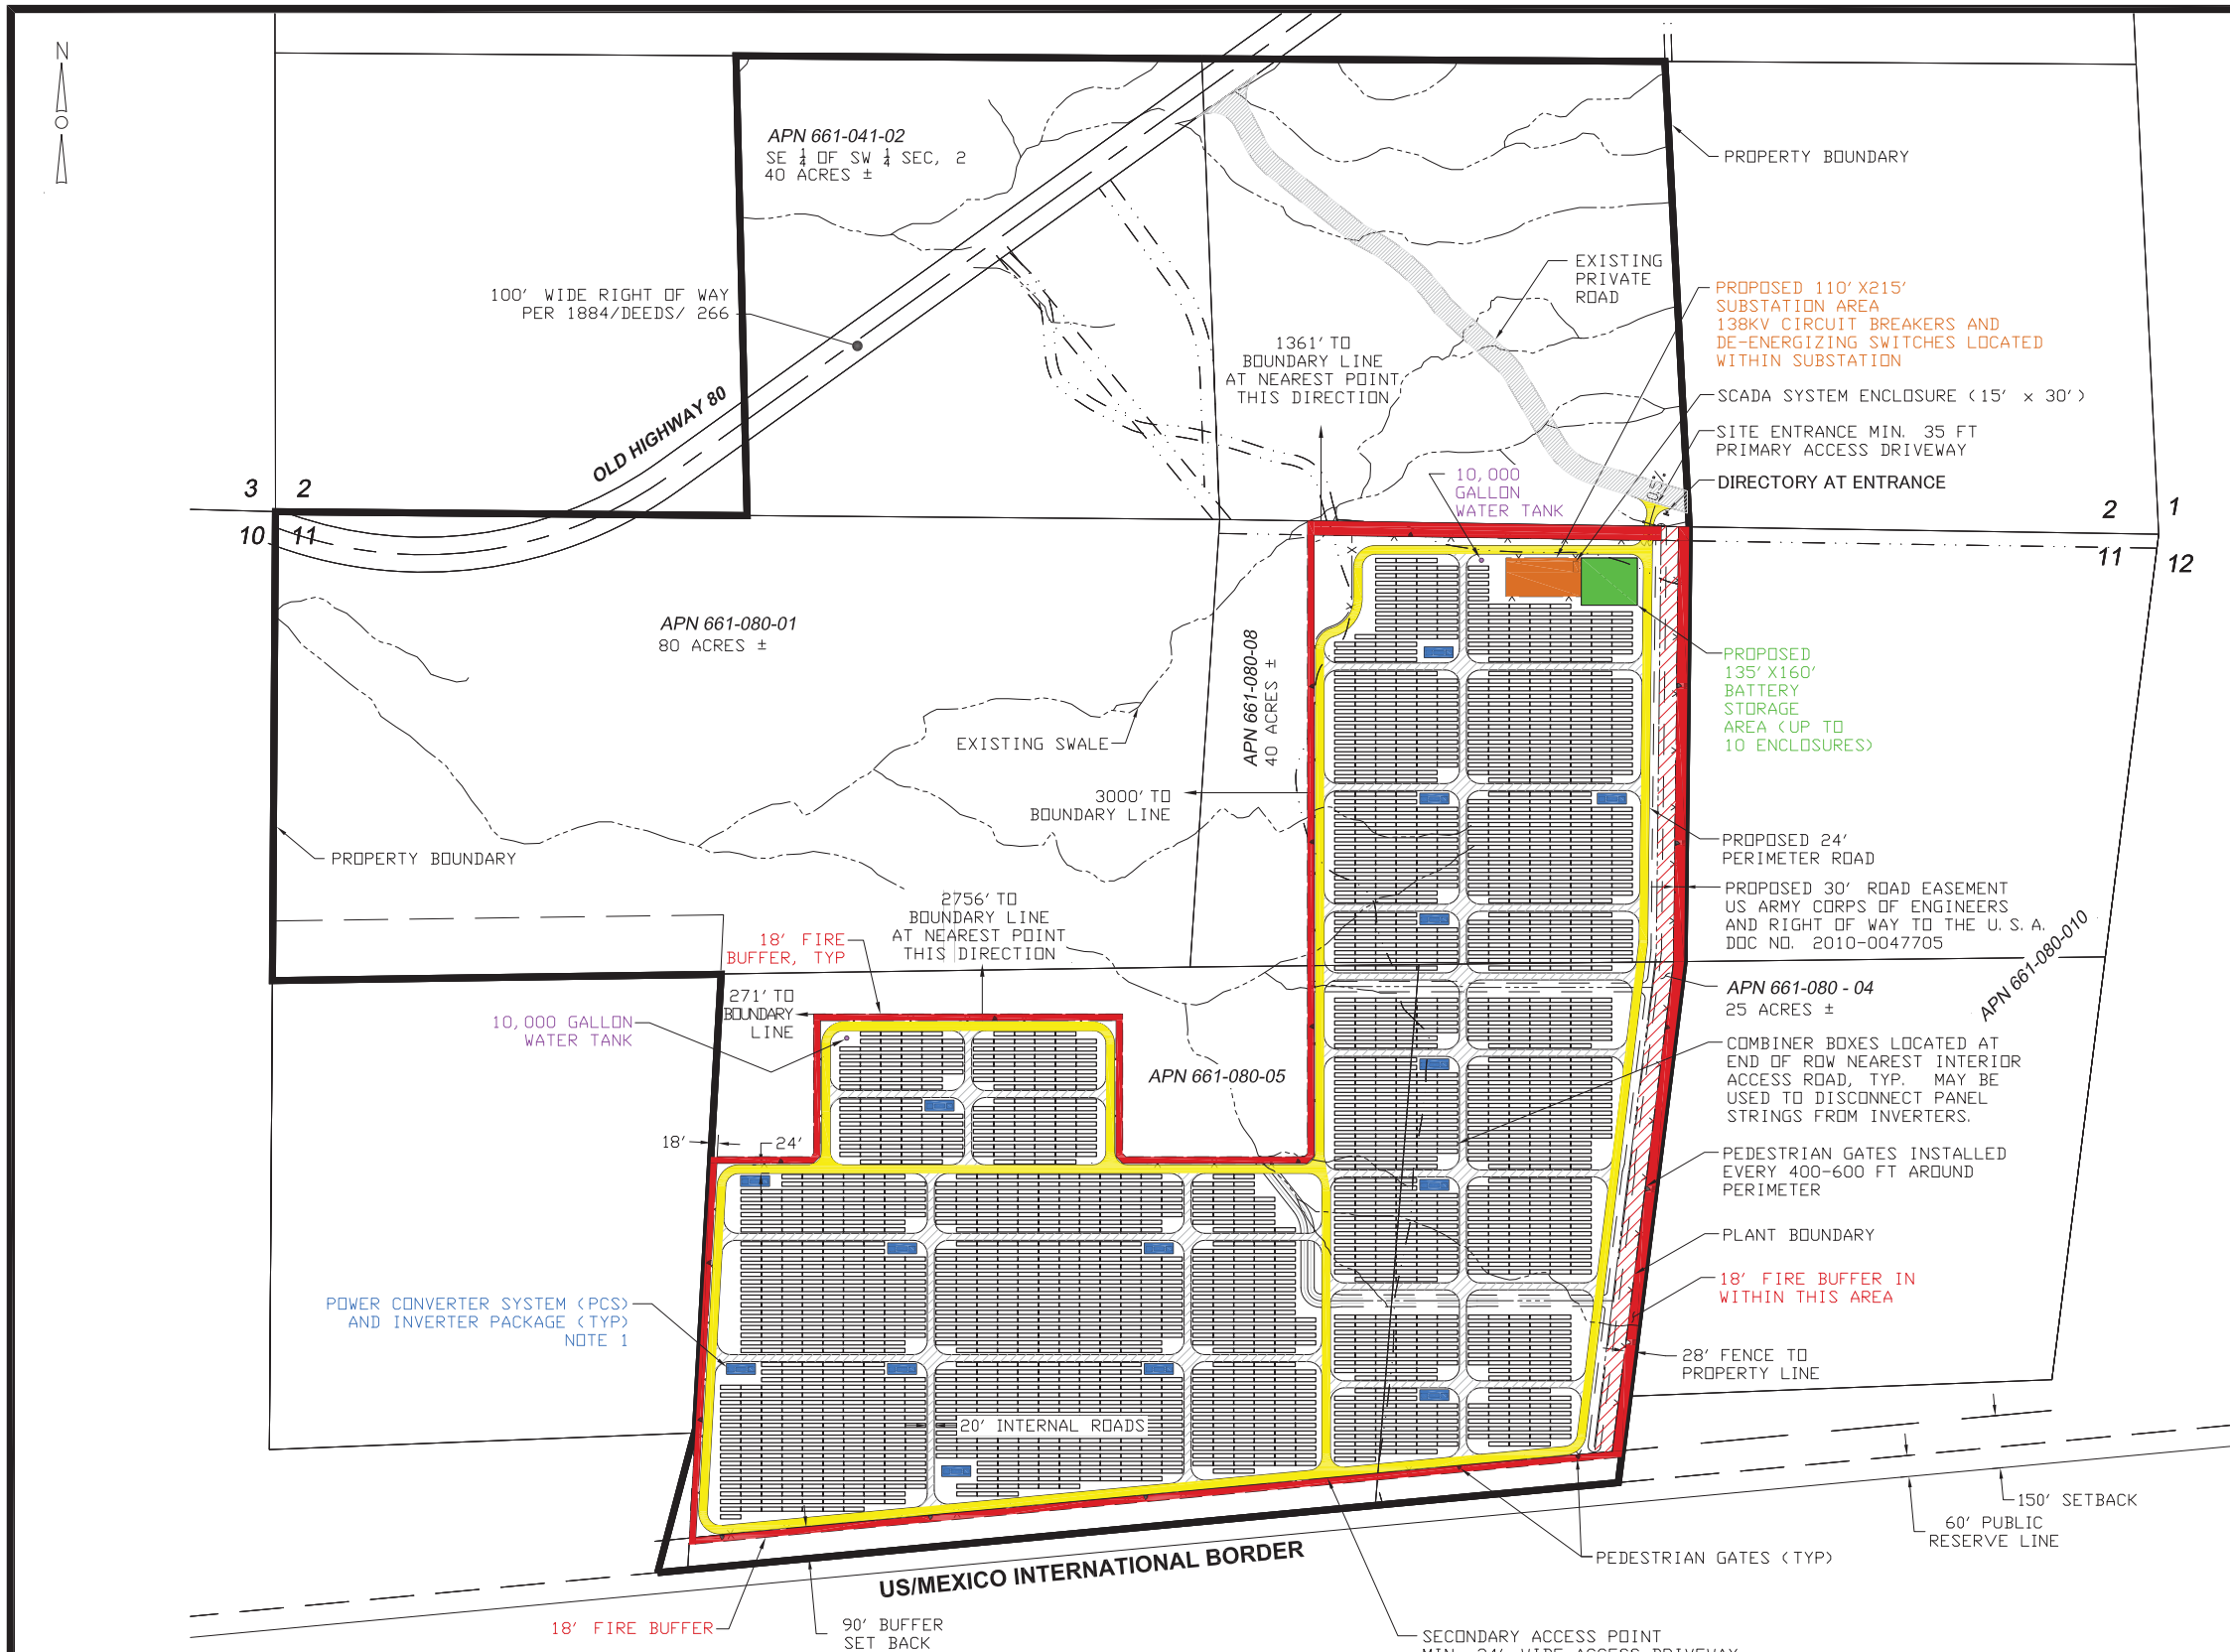 N
APN 661-041-02
SE 1/4 OF SW 1/4 SEC, 2
40 ACRES ±
PROPERTY BOUNDARY
100' WIDE RIGHT OF WAY
PER 1884/DEEDS/ 266
EXISTING
PRIVATE
ROAD
PROPOSED 110'X215'
SUBSTATION AREA
138KV CIRCUIT BREAKERS AND
DE-ENERGIZING SWITCHES LOCATED
WITHIN SUBSTATION
1361' TO
BOUNDARY LINE
AT NEAREST POINT
THIS DIRECTION
OLD HIGHWAY 80
SCADA SYSTEM ENCLOSURE (15' x 30')
SITE ENTRANCE MIN. 35 FT
PRIMARY ACCESS DRIVEWAY
DIRECTORY AT ENTRANCE
10,000
GALLON
WATER TANK
3 2
10 11
2 1
11 12
APN 661-080-01
80 ACRES ±
APN 661-080-08
40 ACRES ±
PROPOSED
135'X160'
BATTERY
STORAGE
AREA (UP TO
10 ENCLOSURES)
EXISTING SWALE
3000' TO
BOUNDARY LINE
PROPERTY BOUNDARY
PROPOSED 24'
PERIMETER ROAD
PROPOSED 30' ROAD EASEMENT
US ARMY CORPS OF ENGINEERS
AND RIGHT OF WAY TO THE U.S.A.
DOC NO. 2010-0047705
APN 661-080-010
2756' TO
BOUNDARY LINE
AT NEAREST POINT
THIS DIRECTION
18' FIRE
BUFFER, TYP
271' TO
BOUNDARY
LINE
10,000 GALLON
WATER TANK
APN 661-080 - 04
25 ACRES ±
COMBINER BOXES LOCATED AT
END OF ROW NEAREST INTERIOR
ACCESS ROAD, TYP. MAY BE
USED TO DISCONNECT PANEL
STRINGS FROM INVERTERS.
APN 661-080-05
18'
24'
PEDESTRIAN GATES INSTALLED
EVERY 400-600 FT AROUND
PERIMETER
PLANT BOUNDARY
18' FIRE BUFFER IN
WITHIN THIS AREA
POWER CONVERTER SYSTEM (PCS)
AND INVERTER PACKAGE (TYP)
NOTE 1
28' FENCE TO
PROPERTY LINE
20' INTERNAL ROADS
150' SETBACK
60' PUBLIC
RESERVE LINE
PEDESTRIAN GATES (TYP)
US/MEXICO INTERNATIONAL BORDER
18' FIRE BUFFER
90' BUFFER
SET BACK
SECONDARY ACCESS POINT
MIN. 24' WIDE ACCESS DRIVEWAY